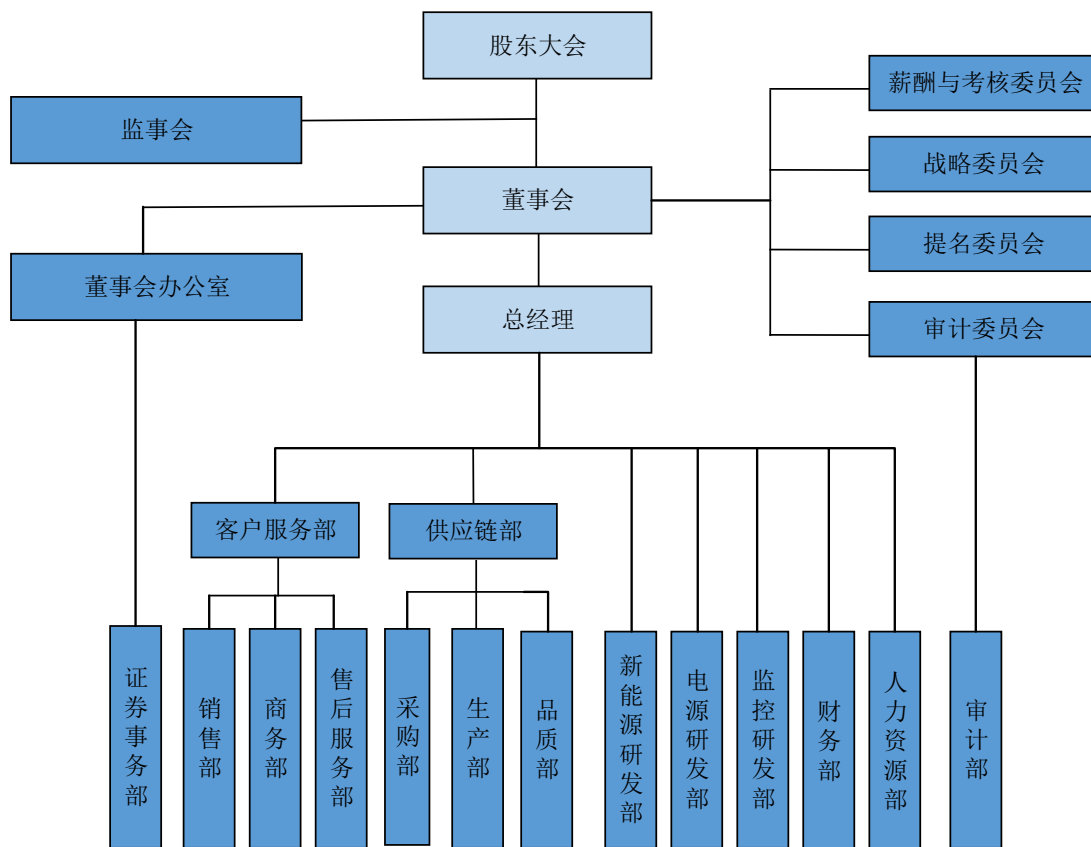 股东大会
薪酬与考核委员会
监事会
战略委员会
董事会
提名委员会
董事会办公室
总经理
审计委员会
客户服务部
供应链部
证券事务部
销售部
商务部
售后服务部
采购部
生产部
品质部
新能源研发部
电源研发部
监控研发部
财务部
人力资源部
审计部